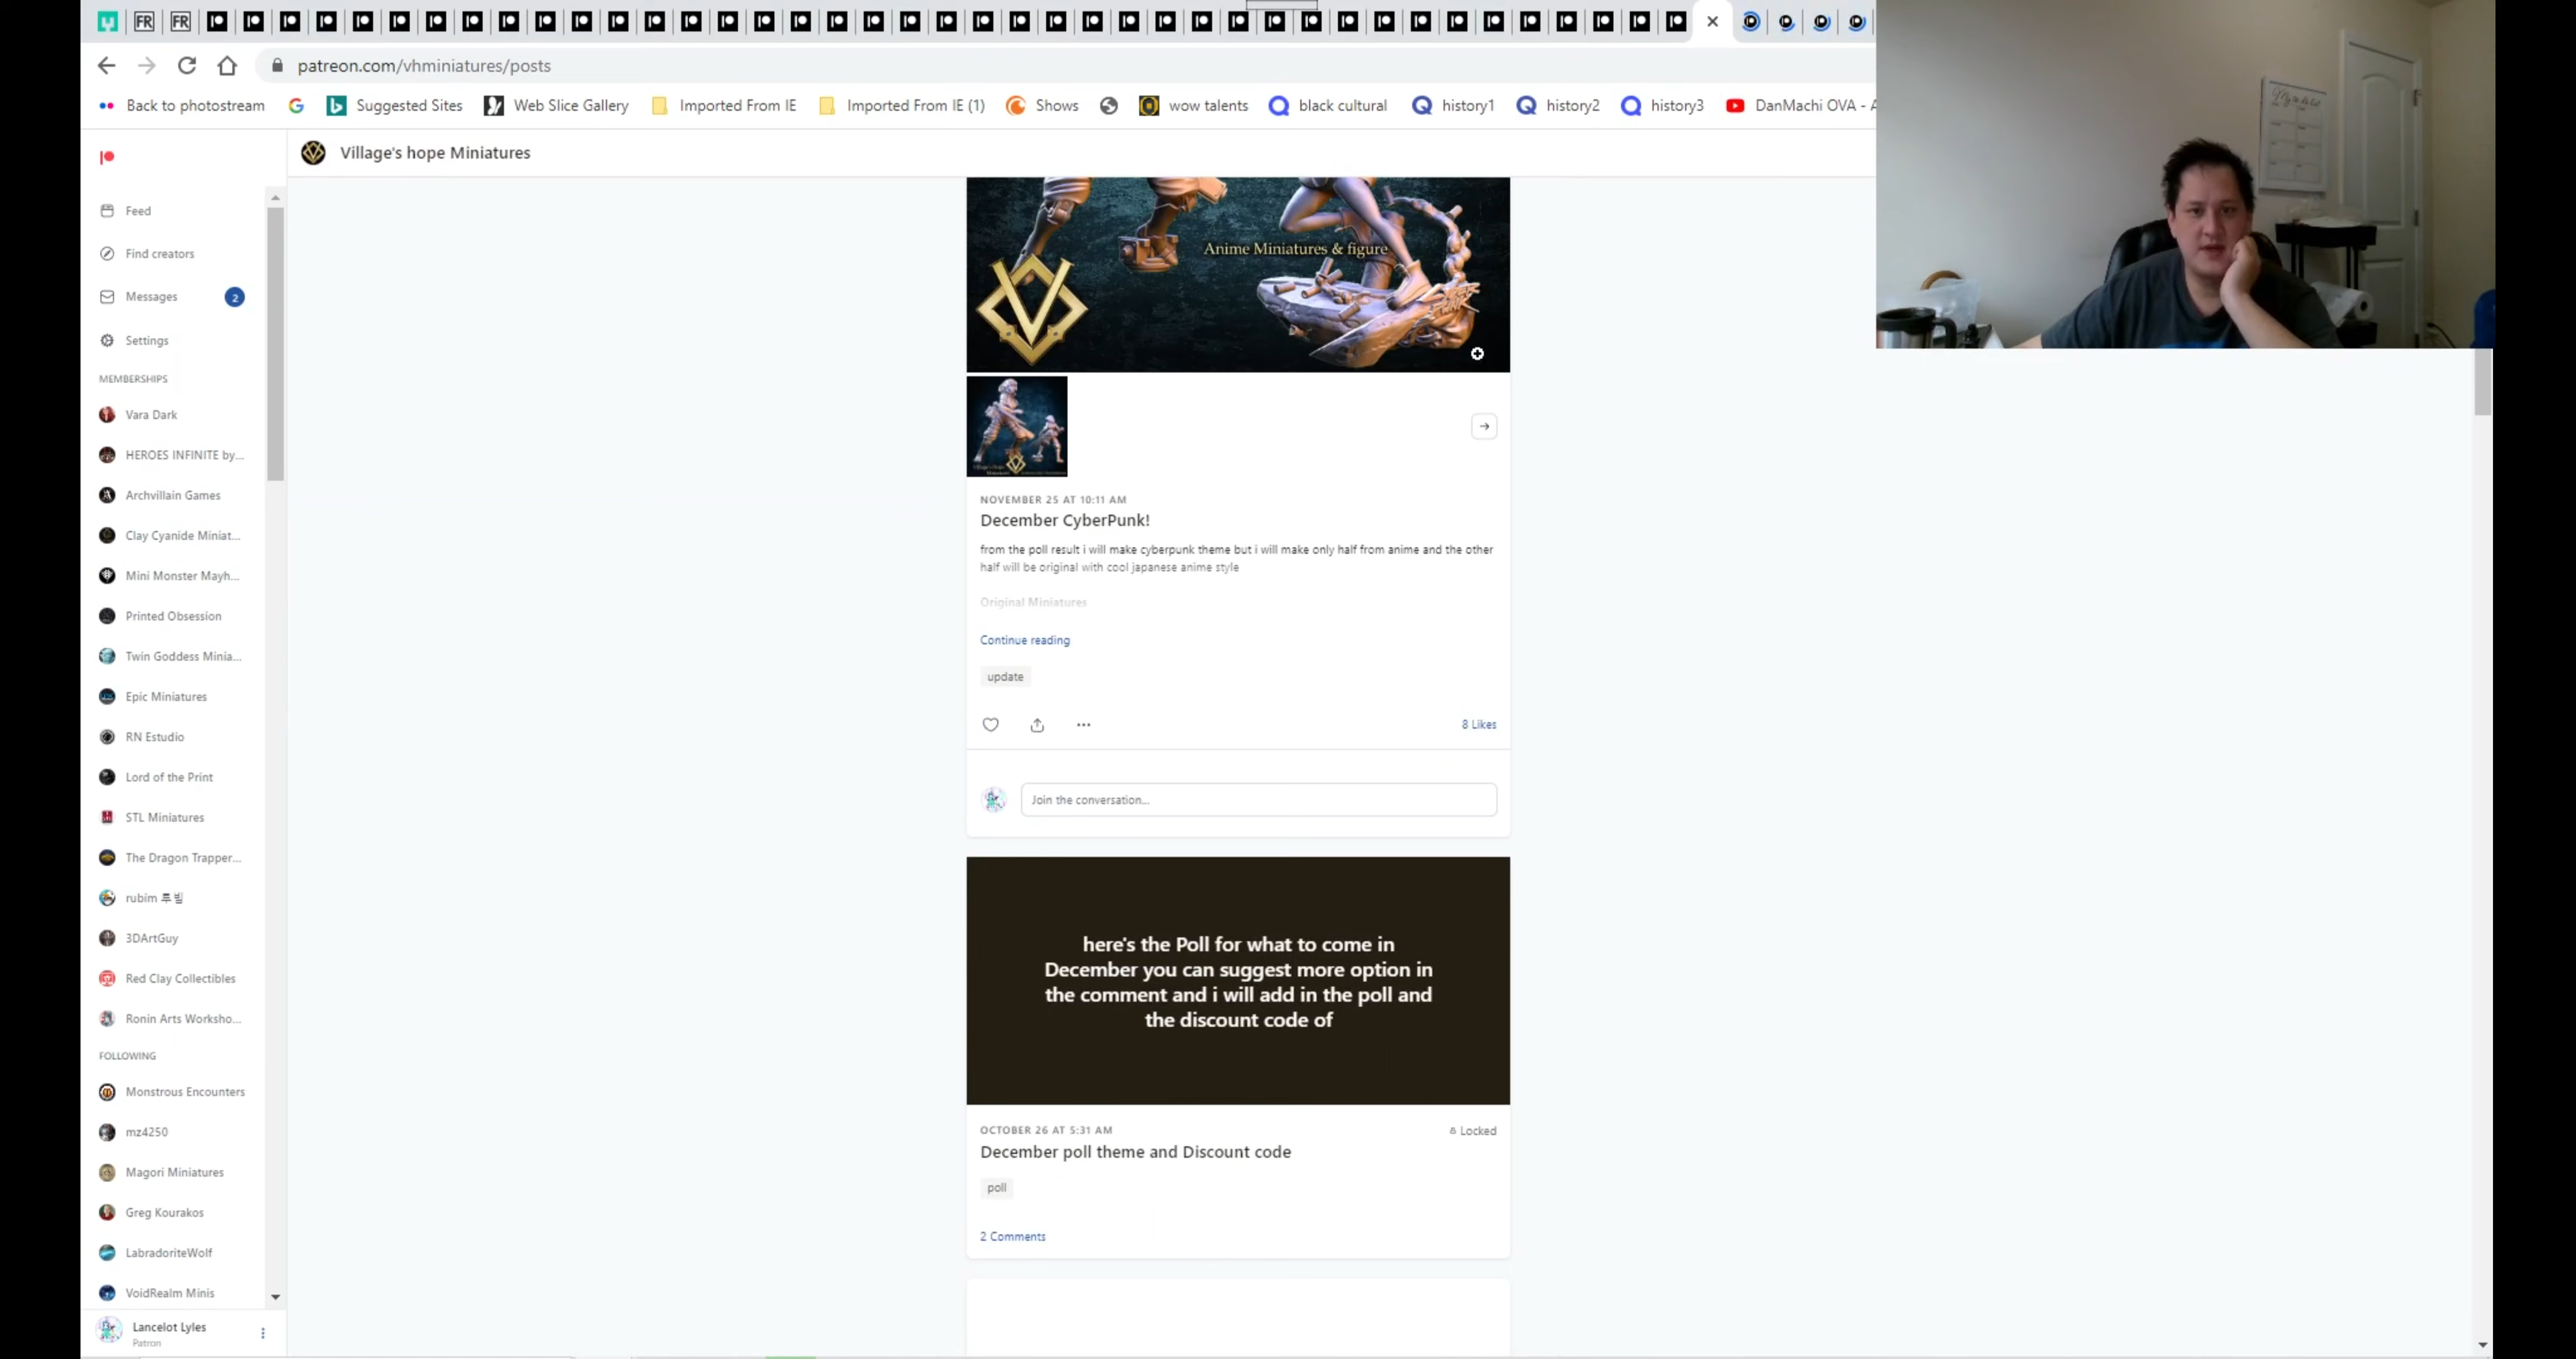 patreon.com/vhminiatures/posts
Back to photostream
Suggested Sites
Web Slice Gallery
Imported From IE
Imported From IE (1)
Shows
wow talents
black cultural
history1
history2
history3
DanMachi OVA - A
Village's hope Miniatures
Feed
Find creators
Messages
2
Settings
MEMBERSHIPS
Vara Dark
HEROES INFINITE by...
Archvillain Games
Clay Cyanide Miniat...
Mini Monster Mayh...
Printed Obsession
Twin Goddess Minia...
Epic Miniatures
RN Estudio
Lord of the Print
STL Miniatures
The Dragon Trapper...
rubim 루빔
3DArtGuy
Red Clay Collectibles
Ronin Arts Worksho...
FOLLOWING
Monstrous Encounters
mz4250
Magori Miniatures
Greg Kourakos
LabradoriteWolf
VoidRealm Minis
Lancelot Lyles
Patron
Anime Miniatures & figure
NOVEMBER 25 AT 10:11 AM
December CyberPunk!
from the poll result i will make cyberpunk theme but i will make only half from anime and the other
half will be original with cool japanese anime style
Original Miniatures
Continue reading
update
8 Likes
Join the conversation...
here's the Poll for what to come in
December you can suggest more option in
the comment and i will add in the poll and
the discount code of
OCTOBER 26 AT 5:31 AM
Locked
December poll theme and Discount code
poll
2 Comments